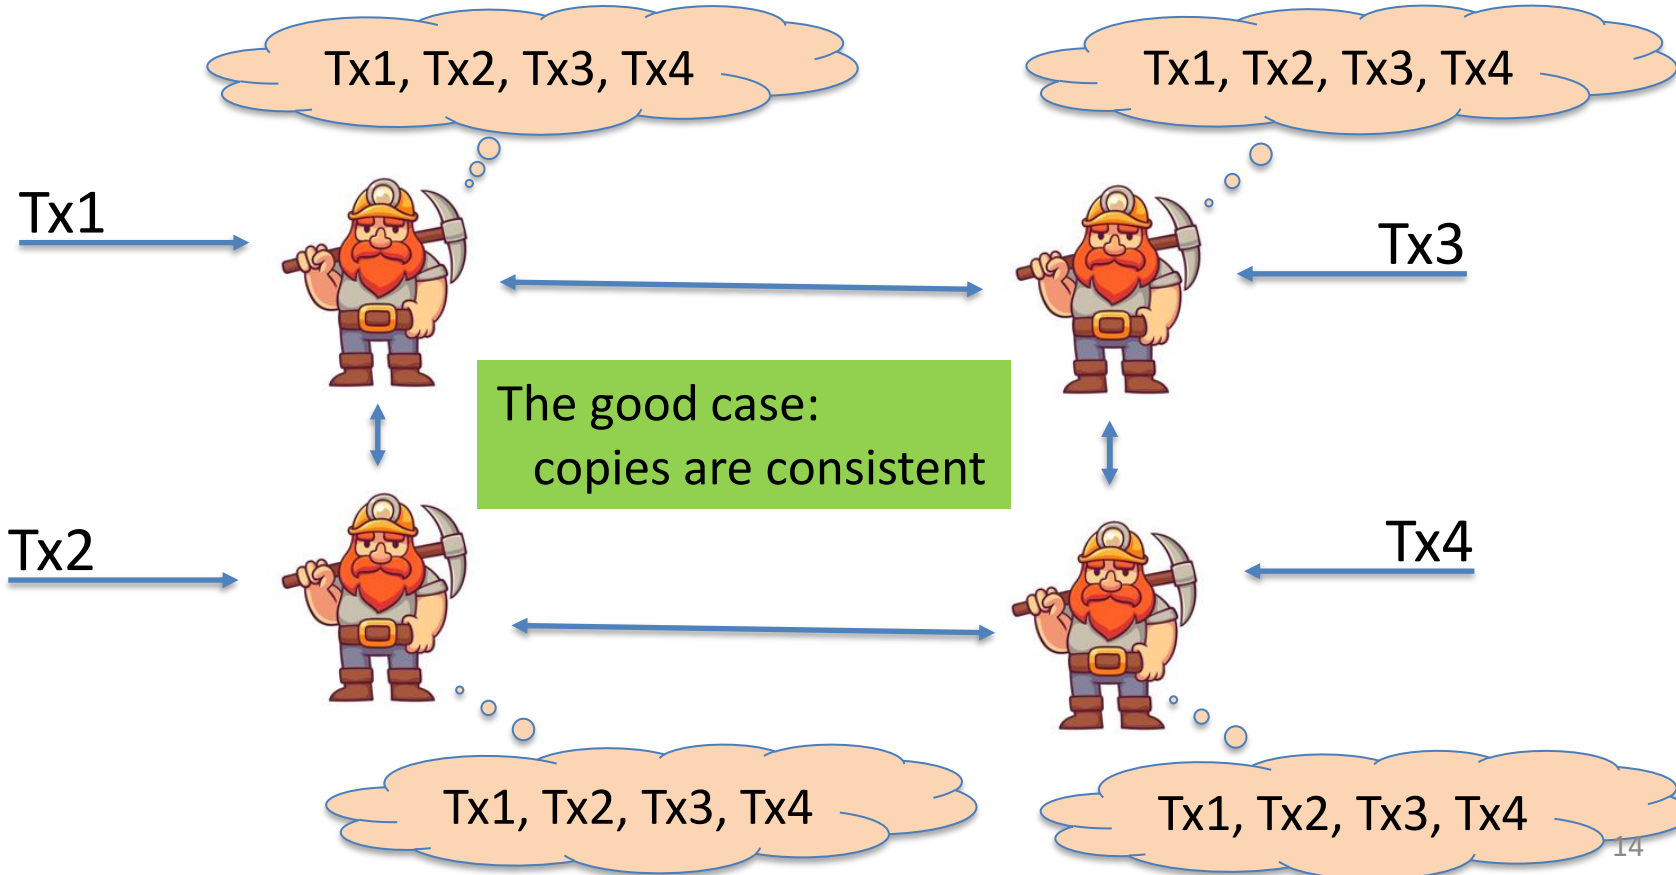 Tx1, Tx2, Tx3, Tx4
Tx1, Tx2, Tx3, Tx4
Tx1
Tx3
The good case:
copies are consistent
Tx2
Tx4
Tx1, Tx2, Tx3, Tx4
Tx1, Tx2, Tx3, Tx4
14